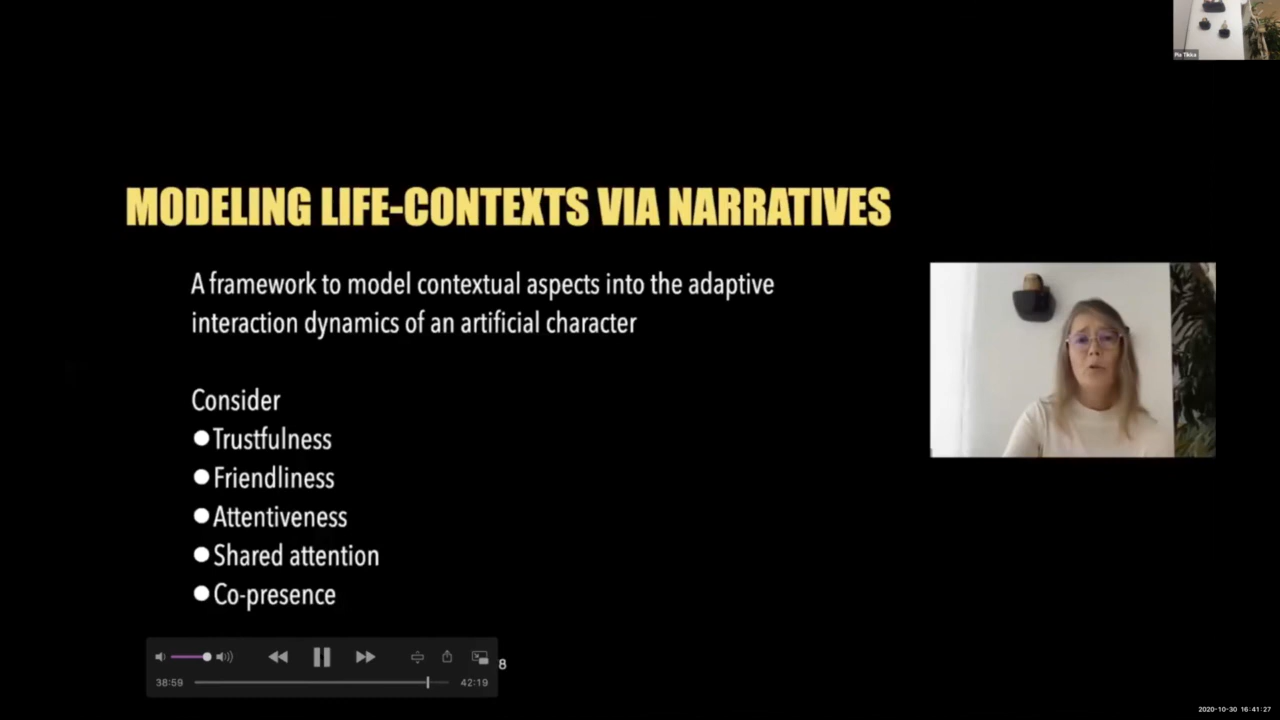 Pia Tikka
MODELING LIFE-CONTEXTS VIA NARRATIVES
A framework to model contextual aspects into the adaptive
interaction dynamics of an artificial character
Consider
●Trustfulness
●Friendliness
●Attentiveness
●Shared attention
●Co-presence
8
38:59
42:19
2020-10-30 16:41:27